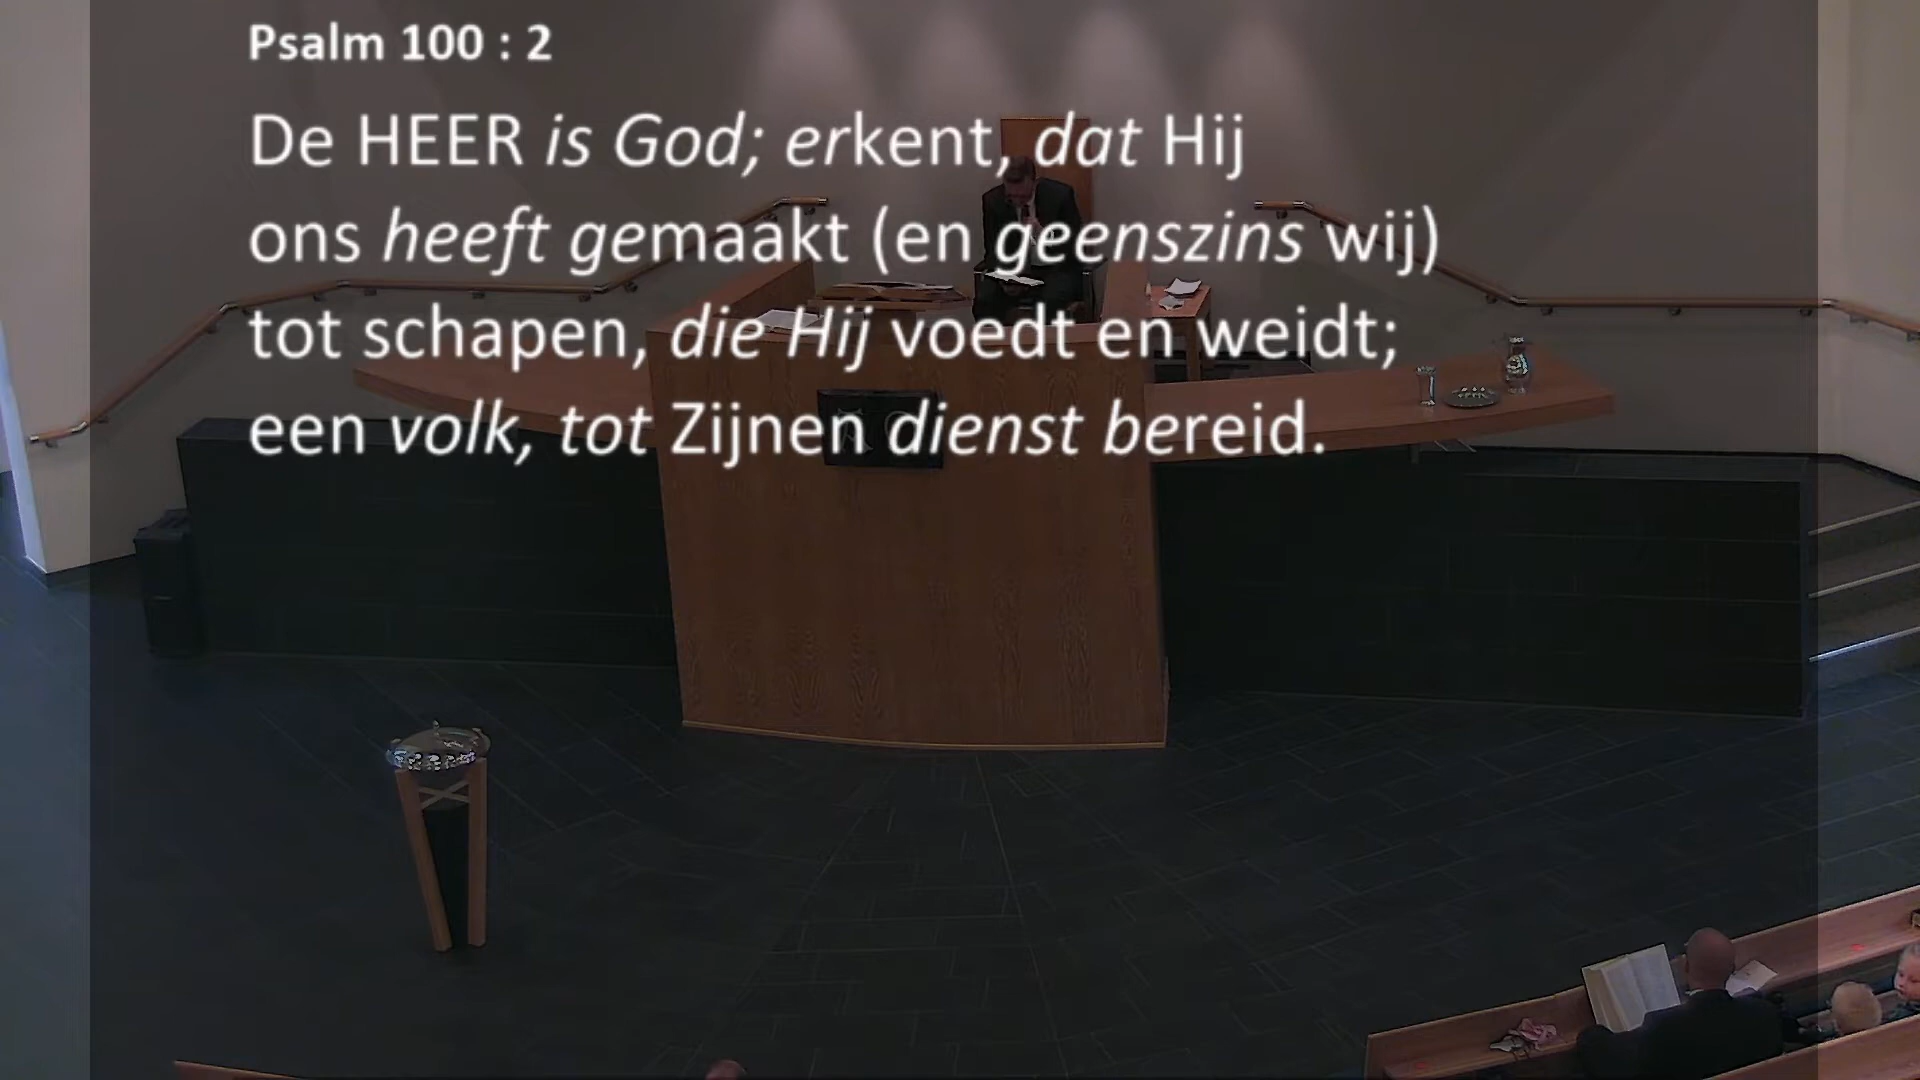 Psalm 100 : 2
De HEER is God; erkent, dat Hij
ons heeft gemaakt (en geenszins wij)
tot schapen, die Hij voedt en weidt;
een volk, tot Zijnen dienst bereid.